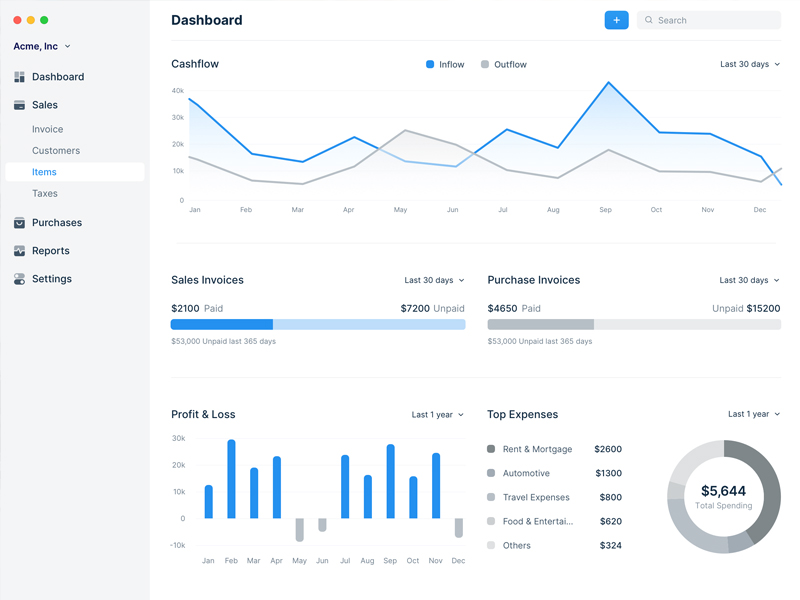 Dashboard
+
Search
Acme, Inc
Dashboard
Sales
Invoice
Customers
Items
Taxes
Purchases
Reports
Settings
Cashflow
Inflow
Outflow
Last 30 days
40k
30k
20k
10k
0
Jan Feb Mar Apr May Jun Jul Aug Sep Oct Nov Dec
Sales Invoices
Last 30 days
$2100 Paid
$7200 Unpaid
$53,000 Unpaid last 365 days
Purchase Invoices
Last 30 days
$4650 Paid
Unpaid $15200
$53,000 Unpaid last 365 days
Profit & Loss
Last 1 year
30k
20k
10k
0
-10k
Jan Feb Mar Apr May Jun Jul Aug Sep Oct Nov Dec
Top Expenses
Last 1 year
Rent & Mortgage $2600
Automotive $1300
Travel Expenses $800
Food & Entertai... $620
Others $324
$5,644
Total Spending